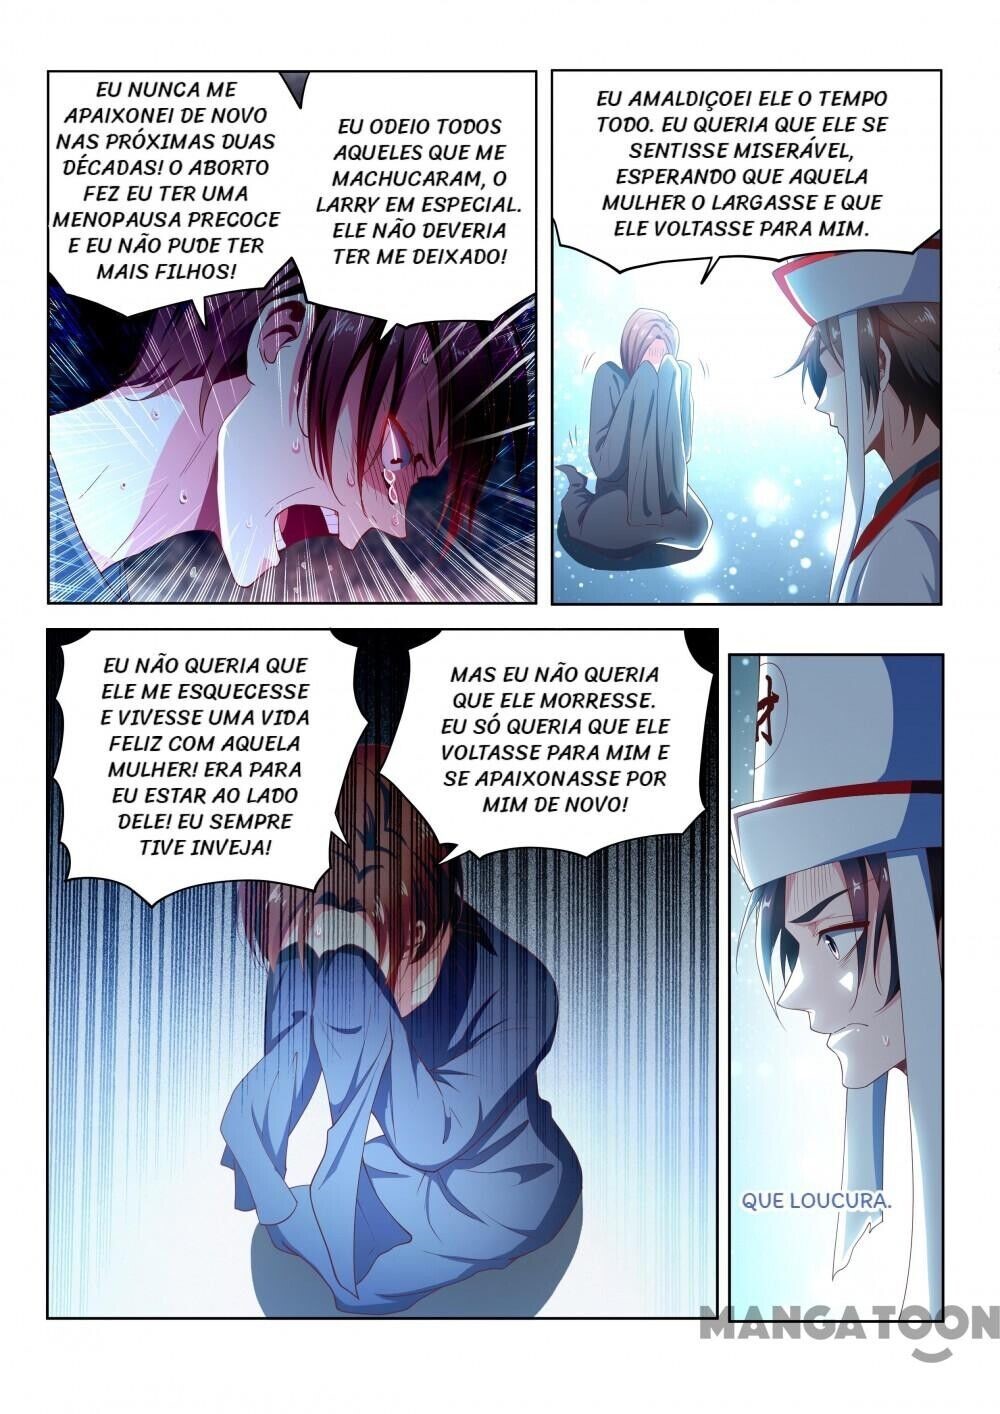 EU NUNCA ME
APAIXONEI DE NOVO
NAS PRÓXIMAS DUAS
DÉCADAS! O ABORTO
FEZ EU TER UMA
MENOPAUSA PRECOCE
E EU NÃO PUDE TER
MAIS FILHOS!
EU ODEIO TODOS
AQUELES QUE ME
MACHUCARAM, O
LARRY EM ESPECIAL.
ELE NÃO DEVERIA
TER ME DEIXADO!
EU AMALDIÇOEI ELE O TEMPO
TODO. EU QUERIA QUE ELE SE
SENTISSE MISERÁVEL,
ESPERANDO QUE AQUELA
MULHER O LARGASSE E QUE
ELE VOLTASSE PARA MIM.
EU NÃO QUERIA QUE
ELE ME ESQUECESSE
E VIVESSE UMA VIDA
FELIZ COM AQUELA
MULHER! ERA PARA
EU ESTAR AO LADO
DELE! EU SEMPRE
TIVE INVEJA!
MAS EU NÃO QUERIA
QUE ELE MORRESSE.
EU SÓ QUERIA QUE ELE
VOLTASSE PARA MIM E
SE APAIXONASSE POR
MIM DE NOVO!
QUE LOUCURA.
MANGATOON